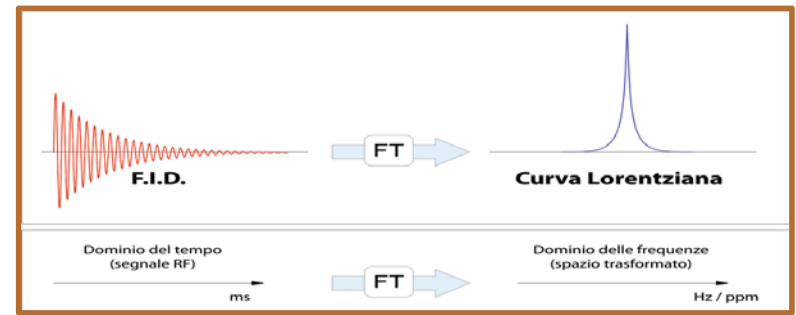 FT
F.I.D.
Curva Lorentziana
Dominio del tempo
(segnale RF)
ms
FT
Dominio delle frequenze
(spazio trasformato)
Hz / ppm